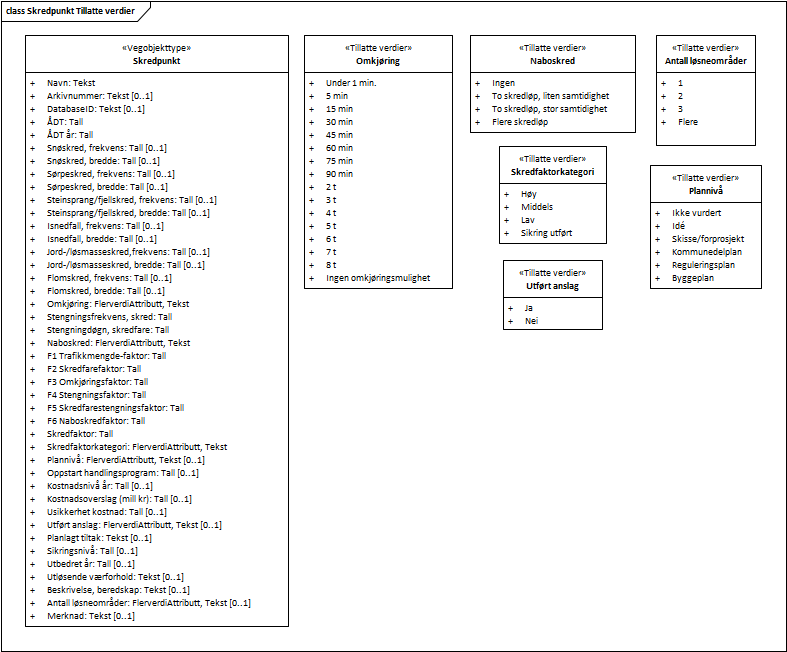 class Skredpunkt Tillatte verdier
«Vegobjekttype»
Skredpunkt
+ Navn: Tekst
+ Arkivnummer: Tekst [0..1]
+ DatabaseID: Tekst [0..1]
+ ÅDT: Tall
+ ÅDT år: Tall
+ Snøskred, frekvens: Tall [0..1]
+ Snøskred, bredde: Tall [0..1]
+ Sørpeskred, frekvens: Tall [0..1]
+ Sørpeskred, bredde: Tall [0..1]
+ Steinsprang/fjellskred, frekvens: Tall [0..1]
+ Steinsprang/fjellskred, bredde: Tall [0..1]
+ Isnedfall, frekvens: Tall [0..1]
+ Isnedfall, bredde: Tall [0..1]
+ Jord-/løsmasseskred,frekvens: Tall [0..1]
+ Jord-/løsmasseskred, bredde: Tall [0..1]
+ Flomskred, frekvens: Tall [0..1]
+ Flomskred, bredde: Tall [0..1]
+ Omkjøring: FlerverdiAttributt, Tekst
+ Stengningsfrekvens, skred: Tall
+ Stengningdøgn, skredfare: Tall
+ Naboskred: FlerverdiAttributt, Tekst
+ F1 Trafikkmengde-faktor: Tall
+ F2 Skredfarefaktor: Tall
+ F3 Omkjøringsfaktor: Tall
+ F4 Stengningsfaktor: Tall
+ F5 Skredfarestengningsfaktor: Tall
+ F6 Naboskredfaktor: Tall
+ Skredfaktor: Tall
+ Skredfaktorkategori: FlerverdiAttributt, Tekst
+ Plannivå: FlerverdiAttributt, Tekst [0..1]
+ Oppstart handlingsprogram: Tall [0..1]
+ Kostnadsnivå år: Tall [0..1]
+ Kostnadsoverslag (mill kr): Tall [0..1]
+ Usikkerhet kostnad: Tall [0..1]
+ Utført anslag: FlerverdiAttributt, Tekst [0..1]
+ Planlagt tiltak: Tekst [0..1]
+ Sikringsnivå: Tall [0..1]
+ Utbedret år: Tall [0..1]
+ Utløsende værforhold: Tekst [0..1]
+ Beskrivelse, beredskap: Tekst [0..1]
+ Antall løsneområder: FlerverdiAttributt, Tekst [0..1]
+ Merknad: Tekst [0..1]
«Tillatte verdier»
Omkjøring
+ Under 1 min.
+ 5 min
+ 15 min
+ 30 min
+ 45 min
+ 60 min
+ 75 min
+ 90 min
+ 2 t
+ 3 t
+ 4 t
+ 5 t
+ 6 t
+ 7 t
+ 8 t
+ Ingen omkjøringsmulighet
«Tillatte verdier»
Naboskred
+ Ingen
+ To skredløp, liten samtidighet
+ To skredløp, stor samtidighet
+ Flere skredløp
«Tillatte verdier»
Skredfaktorkategori
+ Høy
+ Middels
+ Lav
+ Sikring utført
«Tillatte verdier»
Utført anslag
+ Ja
+ Nei
«Tillatte verdier»
Antall løsneområder
+ 1
+ 2
+ 3
+ Flere
«Tillatte verdier»
Plannivå
+ Ikke vurdert
+ Idé
+ Skisse/forprosjekt
+ Kommunedelplan
+ Reguleringsplan
+ Byggeplan